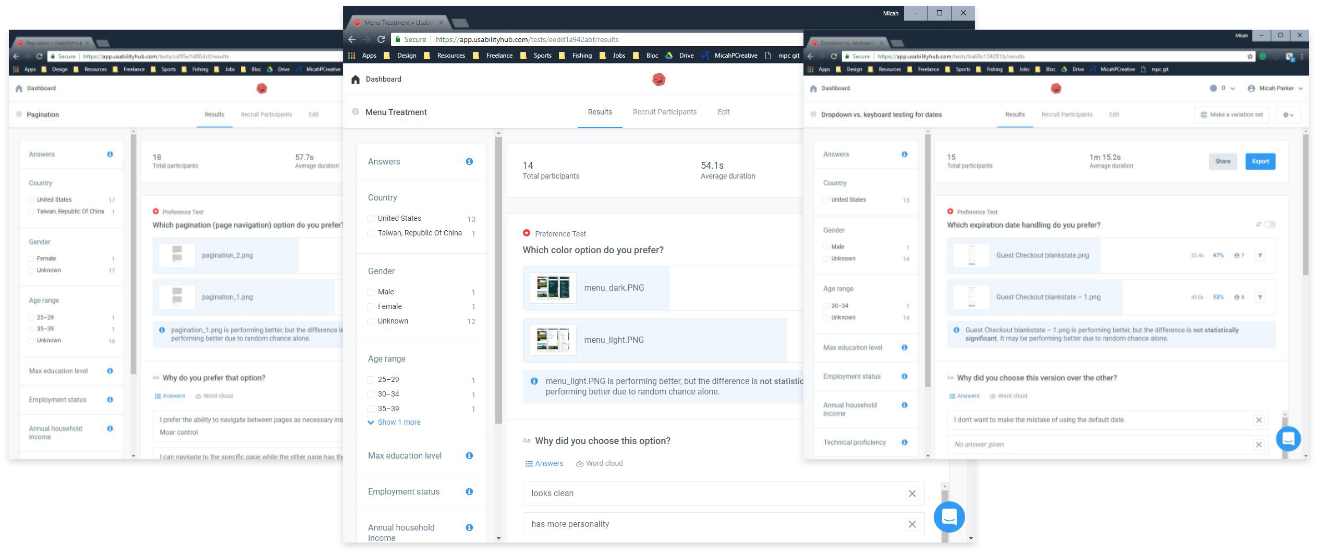 Pagination • UsabilityHub
Secure https://app.usabilityhub.com/tests/cd95e1d80dcf/results
Apps Design Resources Freelance Sports Fishing Jobs Bloc Drive MicahPCreative
Dashboard
Pagination Results Recruit Participants Edit
Answers
Country
United States 17
Taiwan, Republic Of China 1
Gender
Female 1
Unknown 17
Age range
25–29 1
35–39 1
Unknown 16
Max education level
Employment status
Annual household
income
18
Total participants
57.7s
Average duration
Preference Test
Which pagination (page navigation) option do you prefer?
pagination_2.png
pagination_1.png
pagination_1.png is performing better, but the difference is
performing better due to random chance alone.
Aa Why do you prefer that option?
Answers Word cloud
I prefer the ability to navigate between pages as necessary
Moar control
I can navigate to the specific page while the other page has
Micah
Menu Treatment • Usabi
Secure https://app.usabilityhub.com/tests/eedd1a942abf/results
Apps Design Resources Freelance Sports Fishing Jobs Bloc Drive MicahPCreative mpc git
Dashboard
Menu Treatment Results Recruit Participants Edit
Answers
Country
United States 13
Taiwan, Republic Of China 1
Gender
Male 1
Female 1
Unknown 12
Age range
25–29 1
30–34 1
35–39 1
Show 1 more
Max education level
Employment status
Annual household
income
14
Total participants
54.1s
Average duration
Preference Test
Which color option do you prefer?
menu_dark.PNG
menu_light.PNG
menu_light.PNG is performing better, but the difference is not statistic
performing better due to random chance alone.
Aa Why did you choose this option?
Answers Word cloud
looks clean
has more personality
Micah
Dropdown vs. keyboard
Secure https://app.usabilityhub.com/tests/ba68c134281b/results
Apps Design Resources Freelance Sports Fishing Jobs Bloc Drive MicahPCreative mpc git
Dashboard 0 Micah Parker
Dropdown vs. keyboard testing for dates Results Recruit Participants Edit Make a variation set
Answers
Country
United States 15
Gender
Male 1
Unknown 14
Age range
30–34 1
Unknown 14
Max education level
Employment status
Annual household
income
Technical proficiency
15
Total participants
1m 15.2s
Average duration
Share Export
Preference Test
Which expiration date handling do you prefer?
Guest Checkout blankstate.png 47% 7
Guest Checkout blankstate – 1.png 53% 8
Guest Checkout blankstate – 1.png is performing better, but the difference is not statistically
significant. It may be performing better due to random chance alone.
Aa Why did you choose this version over the other?
Answers Word cloud
I don't want to make the mistake of using the default date.
No answer given